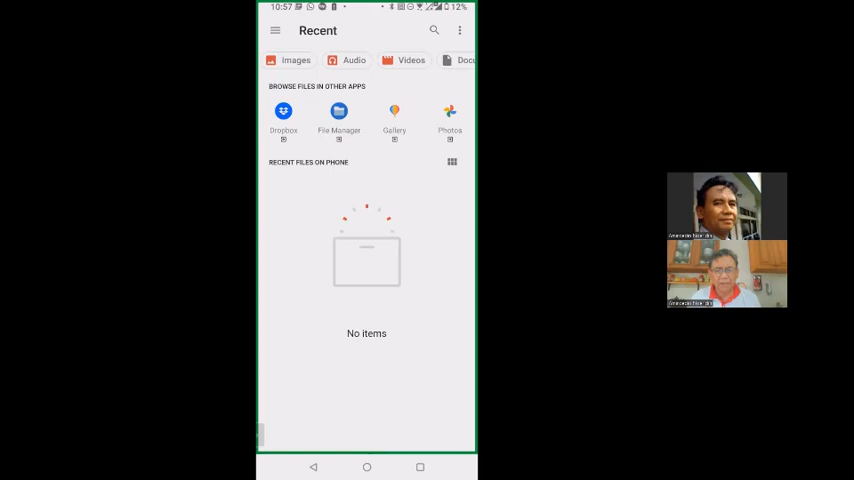 10:57
12%
Recent
Images
Audio
Videos
Docu
BROWSE FILES IN OTHER APPS
Dropbox
File Manager
Gallery
Photos
RECENT FILES ON PHONE
No items